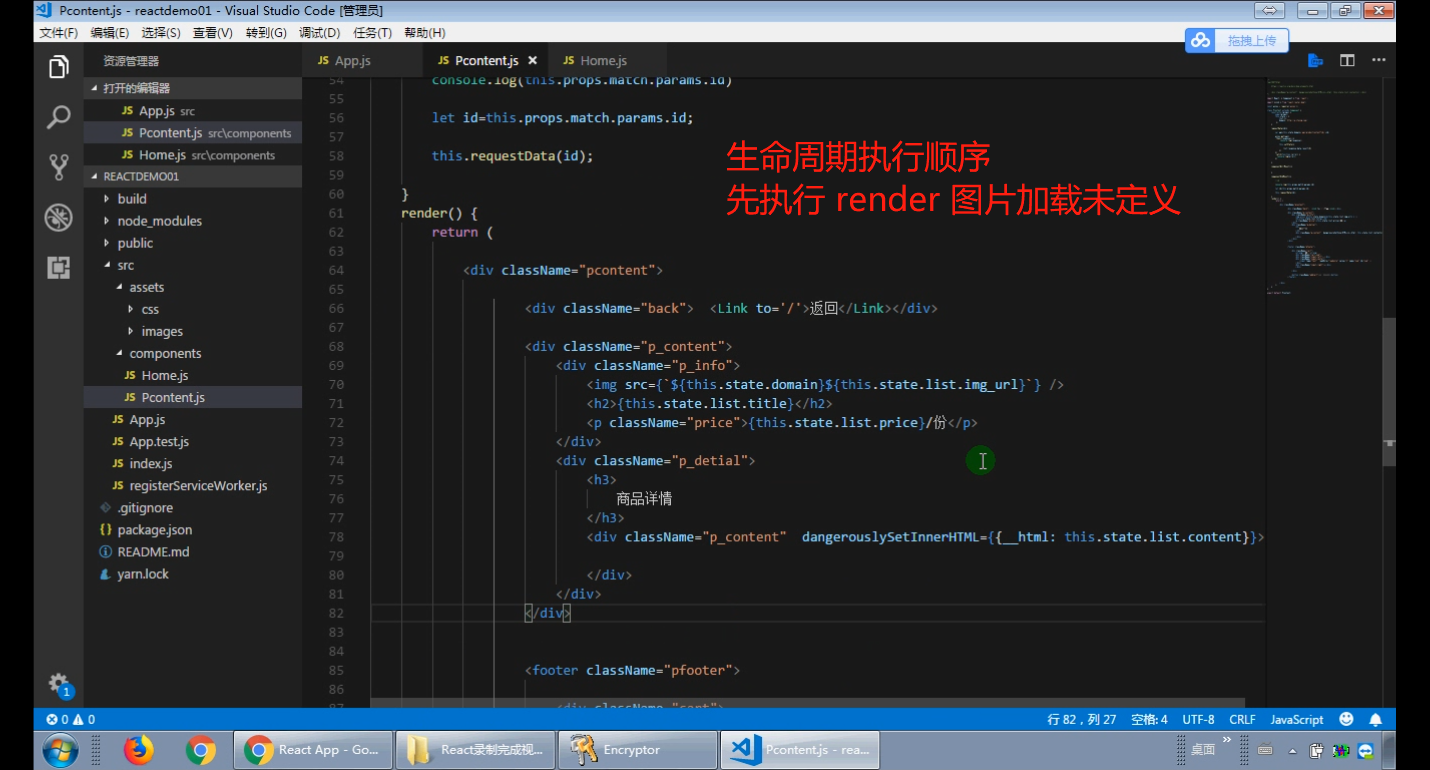 Pcontent.js - reactdemo01 - Visual Studio Code [管理员]
文件(F) 编辑(E) 选择(S) 查看(V) 转到(G) 调试(D) 任务(T) 帮助(H)
拖拽上传
资源管理器
JS App.js
JS Pcontent.js ×
JS Home.js
打开的编辑器
JS App.js src
JS Pcontent.js src\components
JS Home.js src\components
REACTDEMO01
build
node_modules
public
src
assets
css
images
components
JS Home.js
JS Pcontent.js
JS App.js
JS App.test.js
JS index.js
JS registerServiceWorker.js
.gitignore
{} package.json
README.md
yarn.lock
1
54 console.log(this.props.match.params.id)
55
56 let id=this.props.match.params.id;
57
58 this.requestData(id);
59
60 }
61 render() {
62 return (
63
64 <div className="pcontent">
65
66 <div className="back"> <Link to='/'>返回</Link></div>
67
68 <div className="p_content">
69 <div className="p_info">
70 <img src={`${this.state.domain}${this.state.list.img_url}`} />
71 <h2>{this.state.list.title}</h2>
72 <p className="price">{this.state.list.price}/份</p>
73 </div>
74 <div className="p_detial">
75 <h3>
76 商品详情
77 </h3>
78 <div className="p_content" dangerouslySetInnerHTML={{__html: this.state.list.content}}>
79
80 </div>
81 </div>
82 </div>
83
84
85 <footer className="pfooter">
86
生命周期执行顺序
先执行 render 图片加载未定义
0 0
行 82，列 27 空格: 4 UTF-8 CRLF JavaScript
React App - Go...
React录制完成视...
Encryptor
Pcontent.js - rea...
桌面